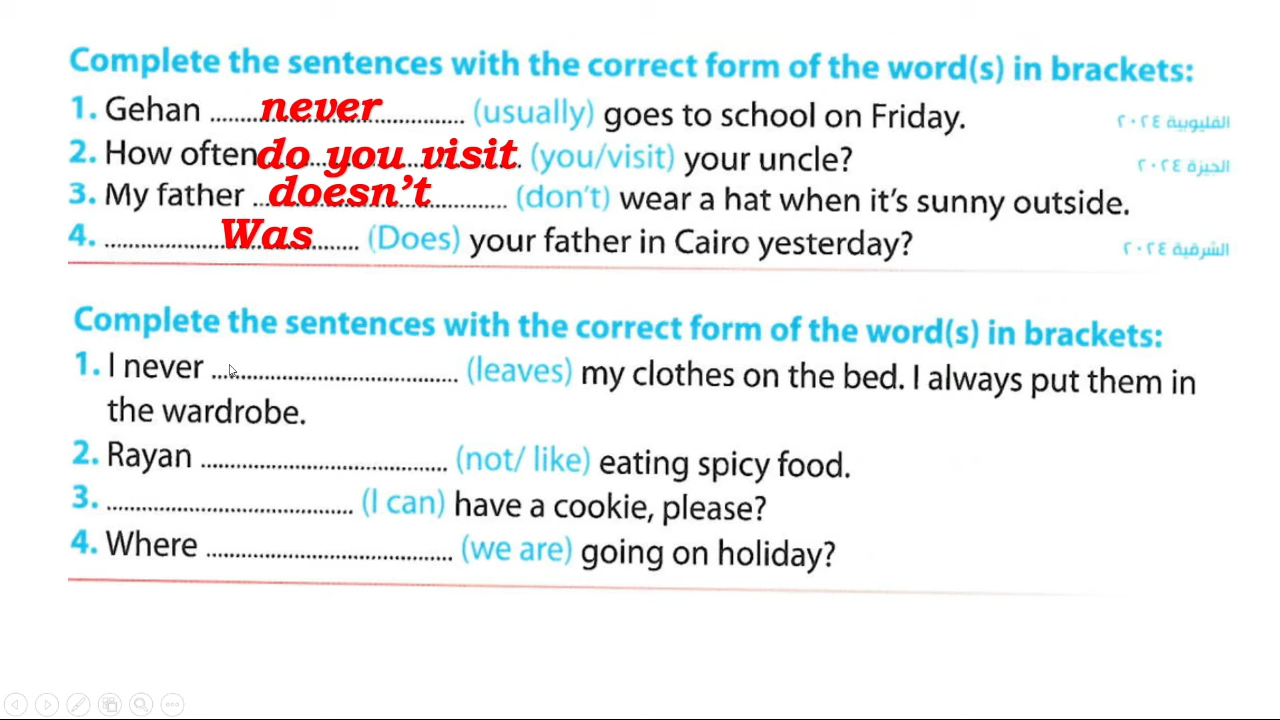 Complete the sentences with the correct form of the word(s) in brackets:
1. Gehan ....never.... (usually) goes to school on Friday. القليوبية ٢٠٢٤
2. How often do you visit. (you/visit) your uncle? الجيزة ٢٠٢٤
3. My father ...doesn't... (don't) wear a hat when it's sunny outside.
4. ....Was.... (Does) your father in Cairo yesterday? الشرقية ٢٠٢٤
Complete the sentences with the correct form of the word(s) in brackets:
1. I never .......................................... (leaves) my clothes on the bed. I always put them in
the wardrobe.
2. Rayan .......................................... (not/ like) eating spicy food.
3. .......................................... (I can) have a cookie, please?
4. Where .......................................... (we are) going on holiday?